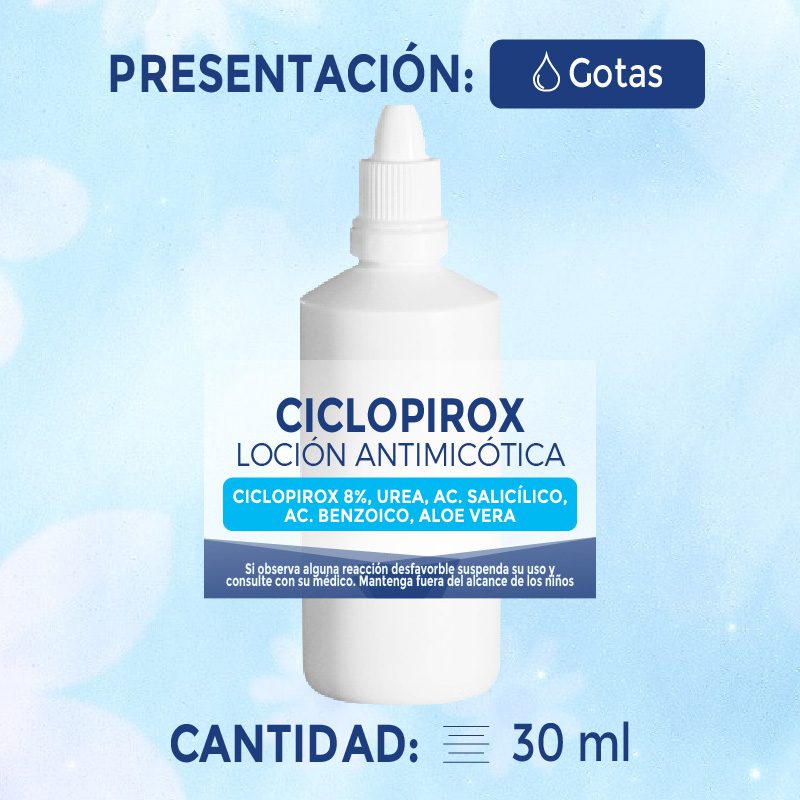 PRESENTACIÓN: Gotas
CICLOPIROX
LOCIÓN ANTIMICÓTICA
CICLOPIROX 8%, UREA, AC. SALICÍLICO,
AC. BENZOICO, ALOE VERA
Si observa alguna reacción desfavorble suspenda su uso y
consulte con su médico. Mantenga fuera del alcance de los niños
CANTIDAD: 30 ml